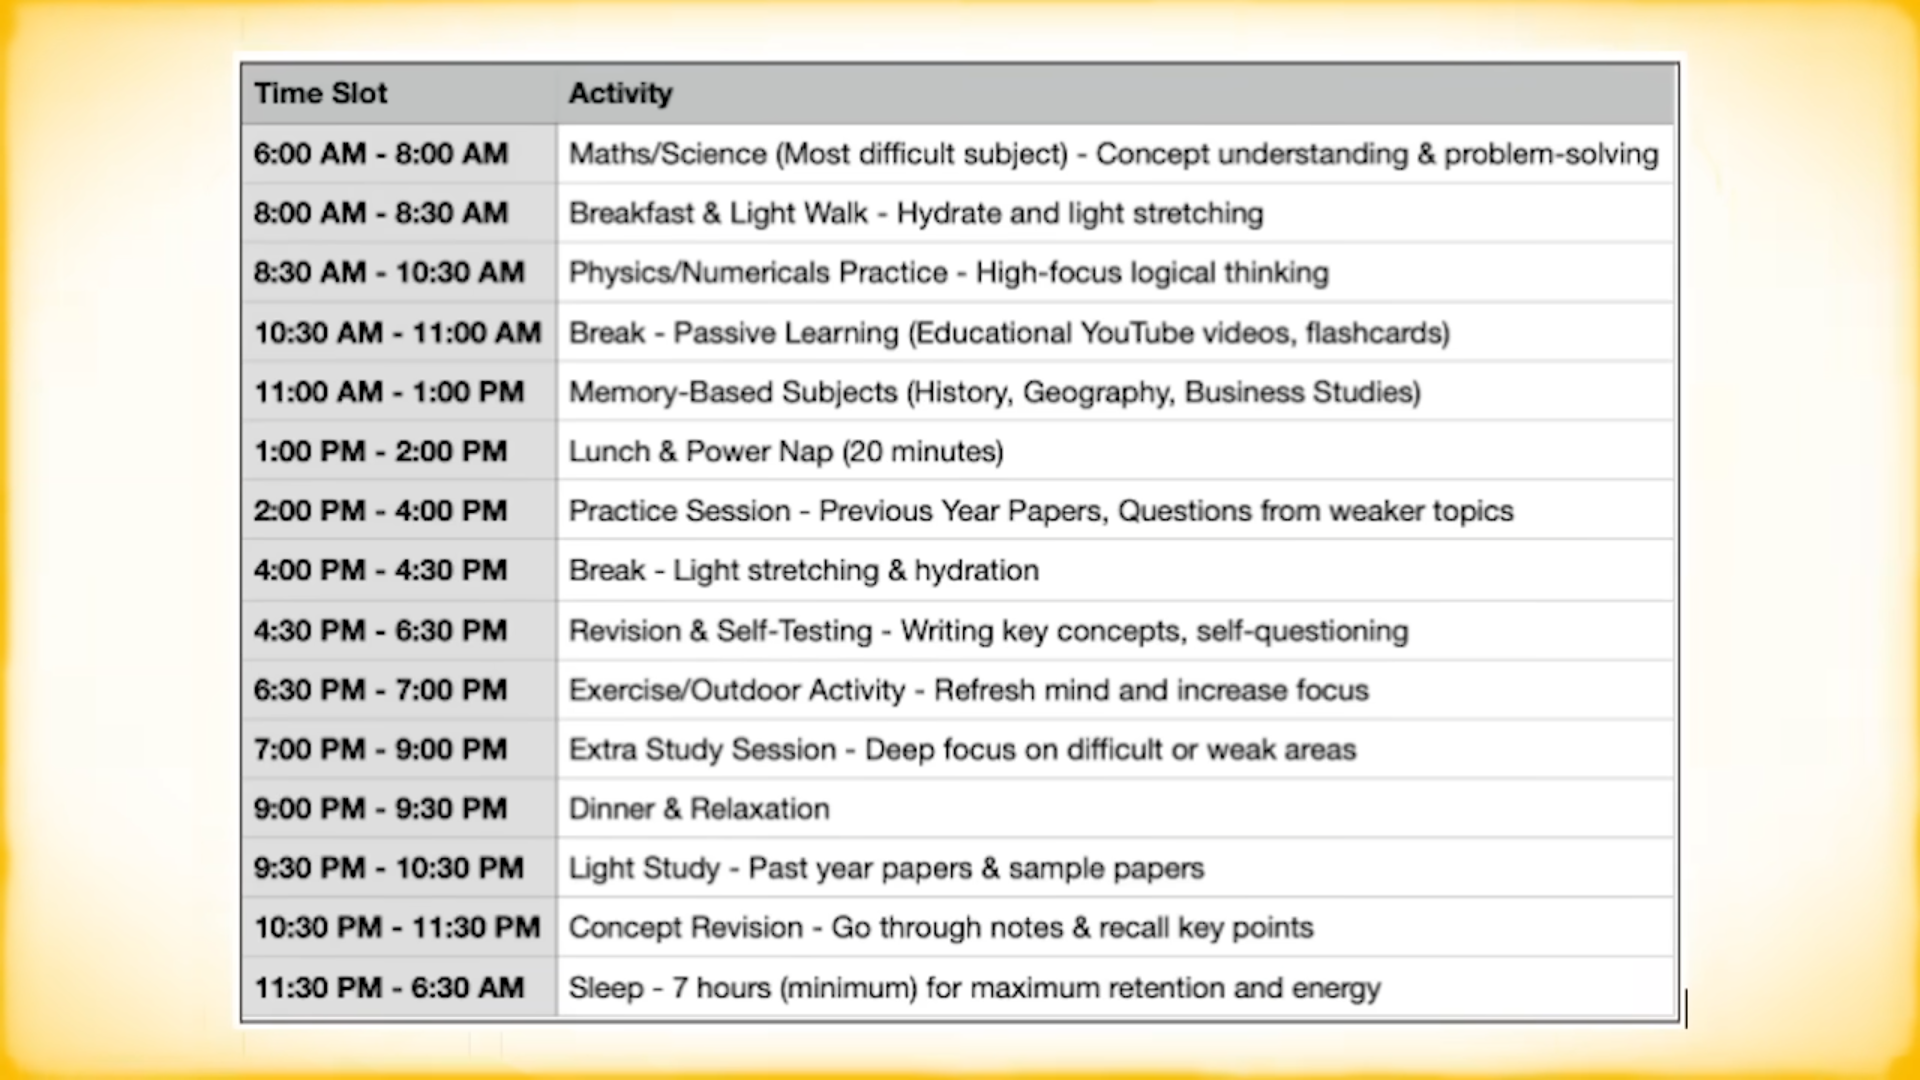 Time Slot Activity
6:00 AM - 8:00 AM Maths/Science (Most difficult subject) - Concept understanding & problem-solving
8:00 AM - 8:30 AM Breakfast & Light Walk - Hydrate and light stretching
8:30 AM - 10:30 AM Physics/Numericals Practice - High-focus logical thinking
10:30 AM - 11:00 AM Break - Passive Learning (Educational YouTube videos, flashcards)
11:00 AM - 1:00 PM Memory-Based Subjects (History, Geography, Business Studies)
1:00 PM - 2:00 PM Lunch & Power Nap (20 minutes)
2:00 PM - 4:00 PM Practice Session - Previous Year Papers, Questions from weaker topics
4:00 PM - 4:30 PM Break - Light stretching & hydration
4:30 PM - 6:30 PM Revision & Self-Testing - Writing key concepts, self-questioning
6:30 PM - 7:00 PM Exercise/Outdoor Activity - Refresh mind and increase focus
7:00 PM - 9:00 PM Extra Study Session - Deep focus on difficult or weak areas
9:00 PM - 9:30 PM Dinner & Relaxation
9:30 PM - 10:30 PM Light Study - Past year papers & sample papers
10:30 PM - 11:30 PM Concept Revision - Go through notes & recall key points
11:30 PM - 6:30 AM Sleep - 7 hours (minimum) for maximum retention and energy